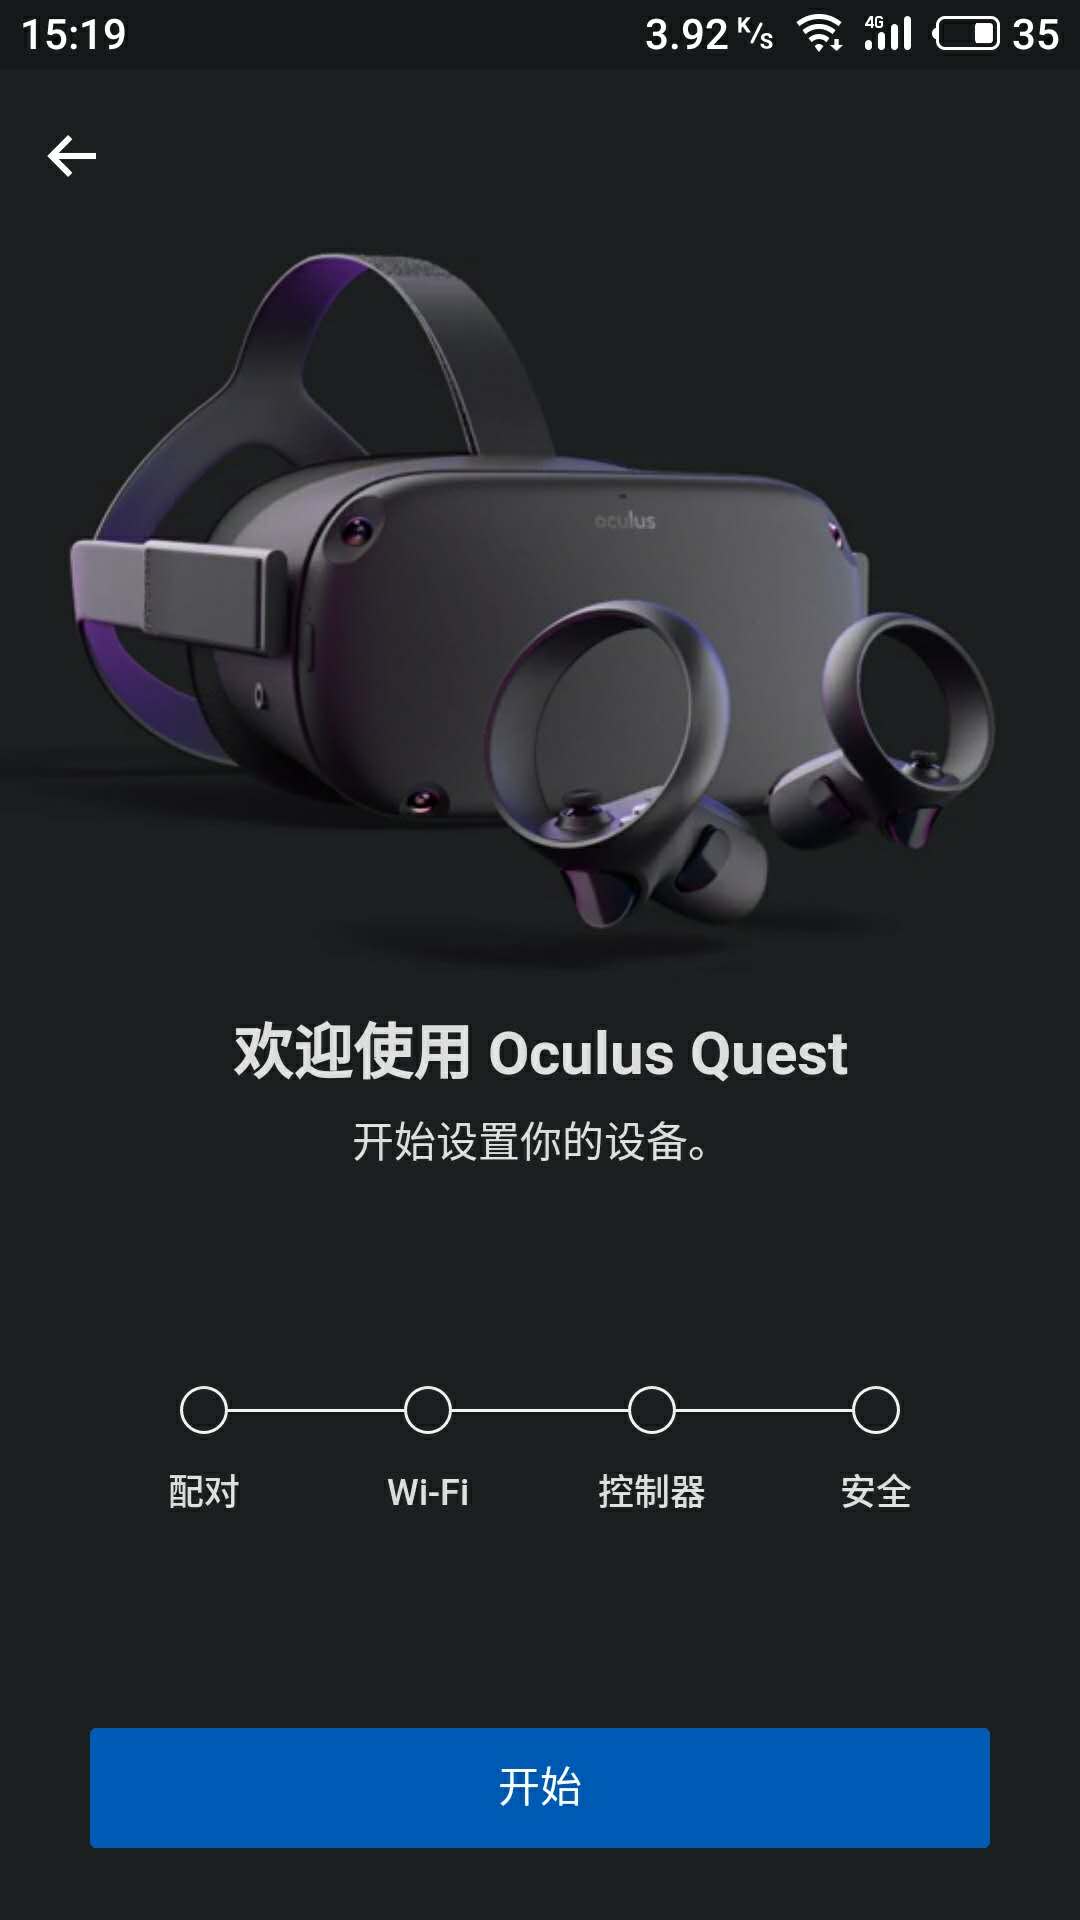 15:19 3.92 K/s 4G 35
oculus
欢迎使用 Oculus Quest
开始设置你的设备。
配对 Wi-Fi 控制器 安全
开始